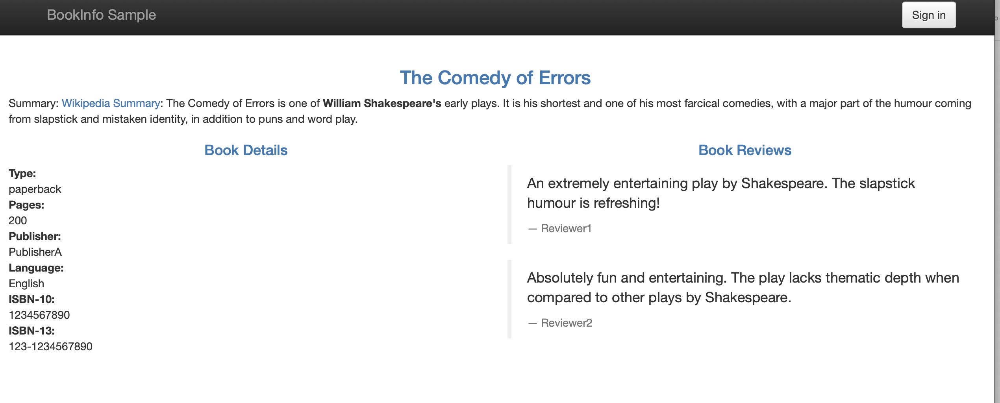 BookInfo Sample
Sign in
The Comedy of Errors
Summary: Wikipedia Summary: The Comedy of Errors is one of William Shakespeare's early plays. It is his shortest and one of his most farcical comedies, with a major part of the humour coming
from slapstick and mistaken identity, in addition to puns and word play.
Book Details
Type:
paperback
Pages:
200
Publisher:
PublisherA
Language:
English
ISBN-10:
1234567890
ISBN-13:
123-1234567890
Book Reviews
An extremely entertaining play by Shakespeare. The slapstick
humour is refreshing!
— Reviewer1
Absolutely fun and entertaining. The play lacks thematic depth when
compared to other plays by Shakespeare.
— Reviewer2